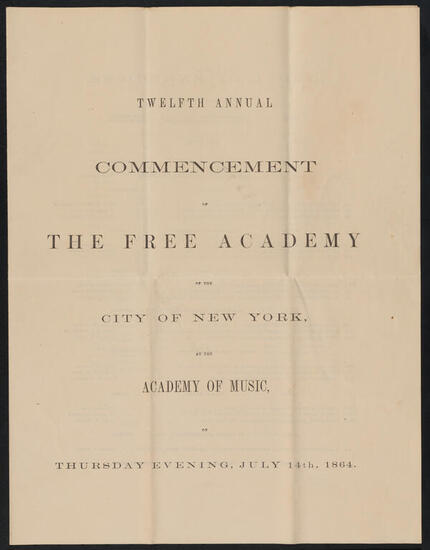 TWELFTH ANNUAL
COMMENCEMENT
OF
THE FREE ACADEMY
OF THE
CITY OF NEW YORK,
AT THE
ACADEMY OF MUSIC,
ON
THURSDAY EVENING, JULY 14th, 1864.